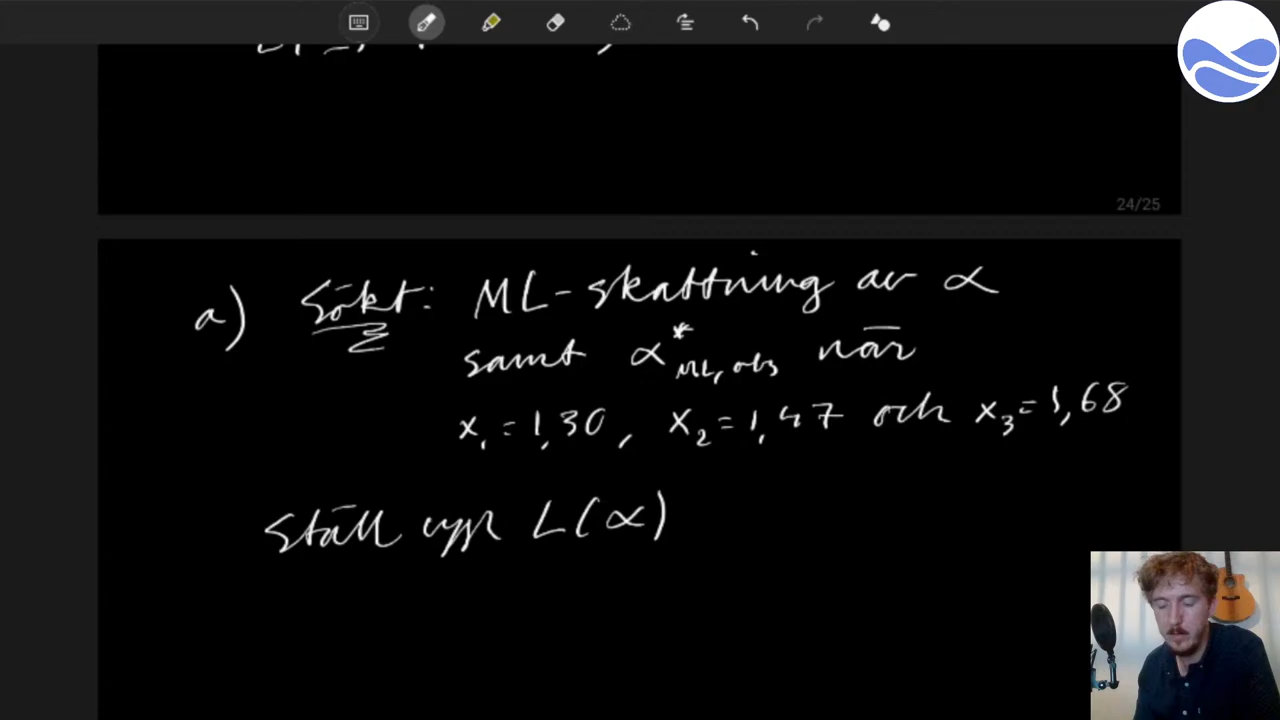 24/25
a) Sökt: ML-skattning av α
samt α*ML, obs när
x₁ = 1,30, x₂ = 1,47 och x₃ = 1,68
Ställ upp L(α)